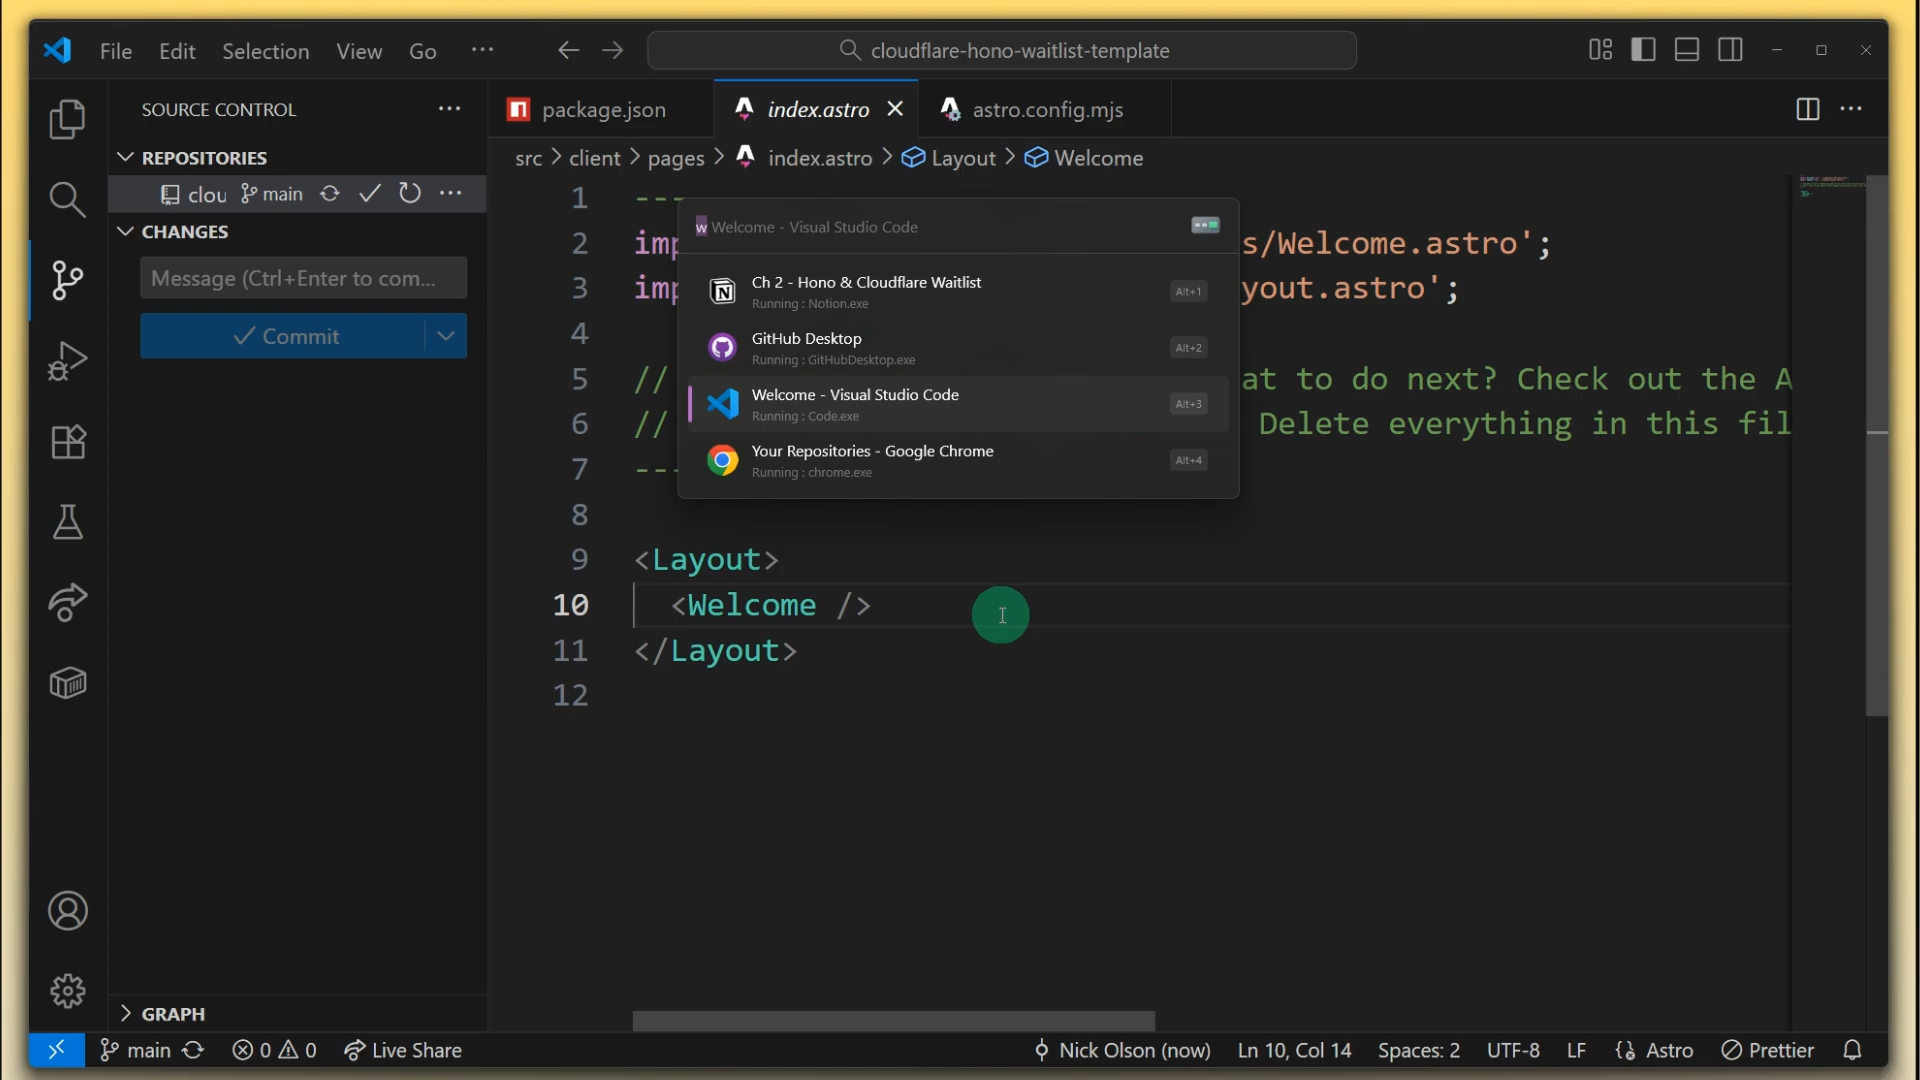 File Edit Selection View Go ···
cloudflare-hono-waitlist-template
SOURCE CONTROL
package.json
index.astro
astro.config.mjs
REPOSITORIES
src > client > pages > index.astro > Layout > Welcome
clou main
CHANGES
Message (Ctrl+Enter to com...
Commit
GRAPH
1 ---
2 imp s/Welcome.astro';
3 imp yout.astro';
4
5 // at to do next? Check out the A
6 // Delete everything in this fil
7 ---
8
9 <Layout>
10 <Welcome />
11 </Layout>
12
w Welcome - Visual Studio Code
Ch 2 - Hono & Cloudflare Waitlist
Running : Notion.exe
Alt+1
GitHub Desktop
Running : GitHubDesktop.exe
Alt+2
Welcome - Visual Studio Code
Running : Code.exe
Alt+3
Your Repositories - Google Chrome
Running : chrome.exe
Alt+4
main 0 0 Live Share Nick Olson (now) Ln 10, Col 14 Spaces: 2 UTF-8 LF Astro Prettier